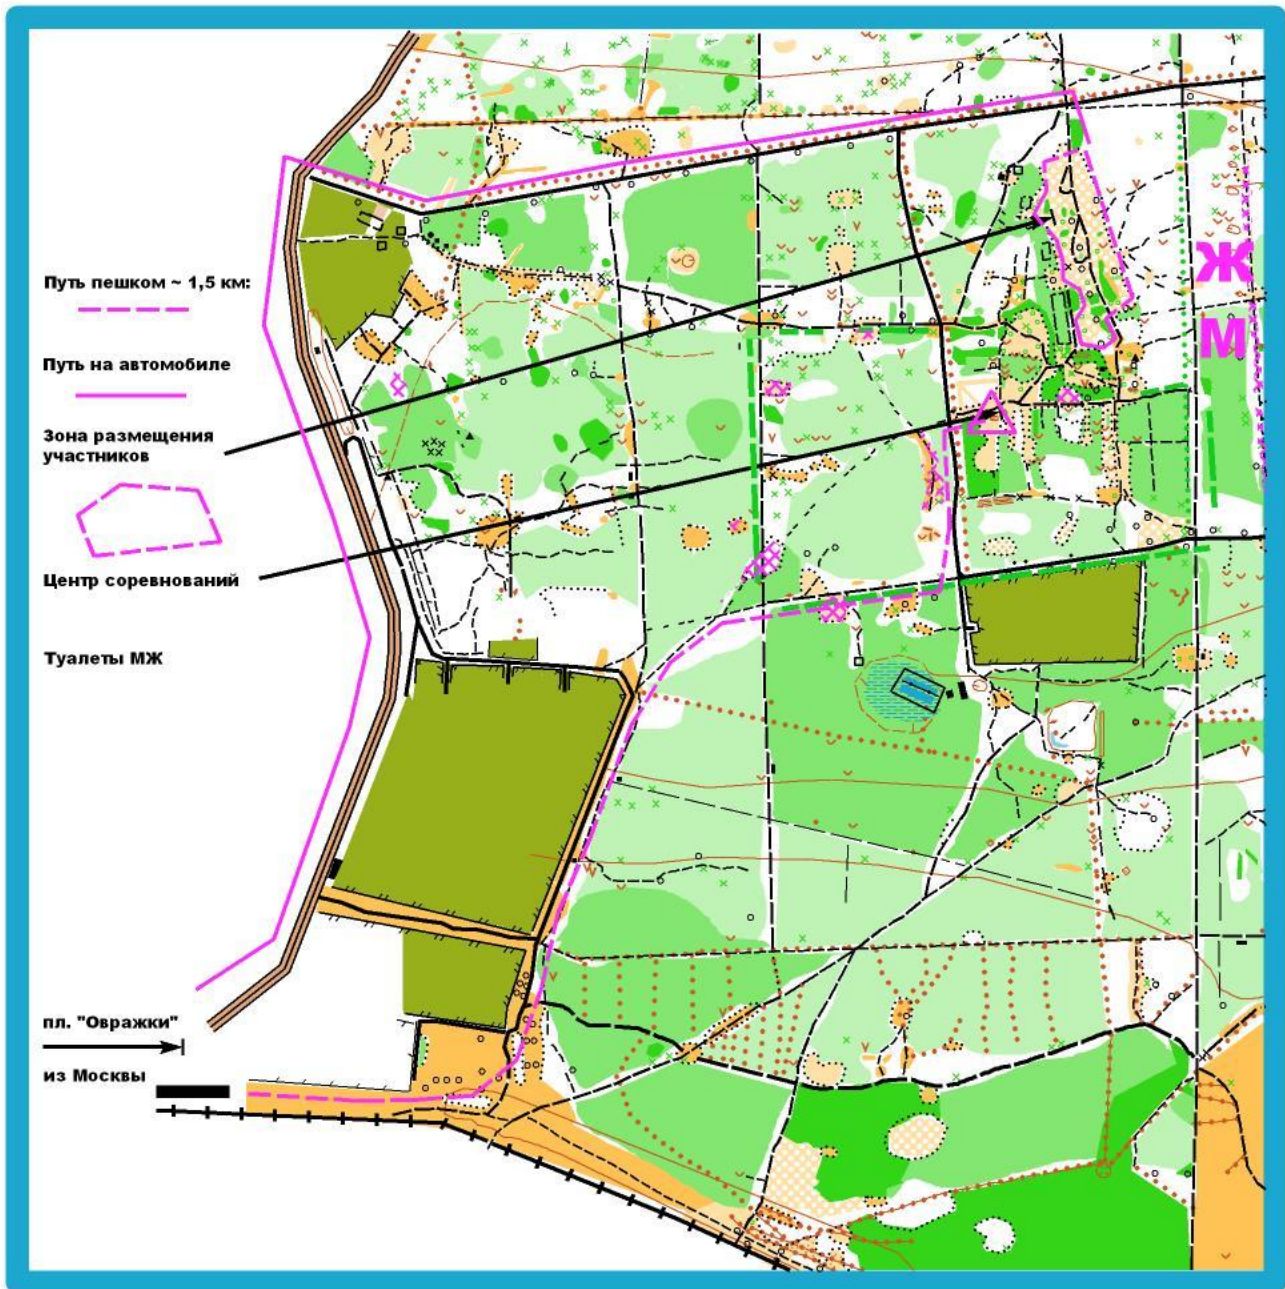 Путь пешком ~ 1,5 км:
Путь на автомобиле
Зона размещения
участников
Центр соревнований
Туалеты МЖ
пл. "Овражки"
из Москвы
Ж
М